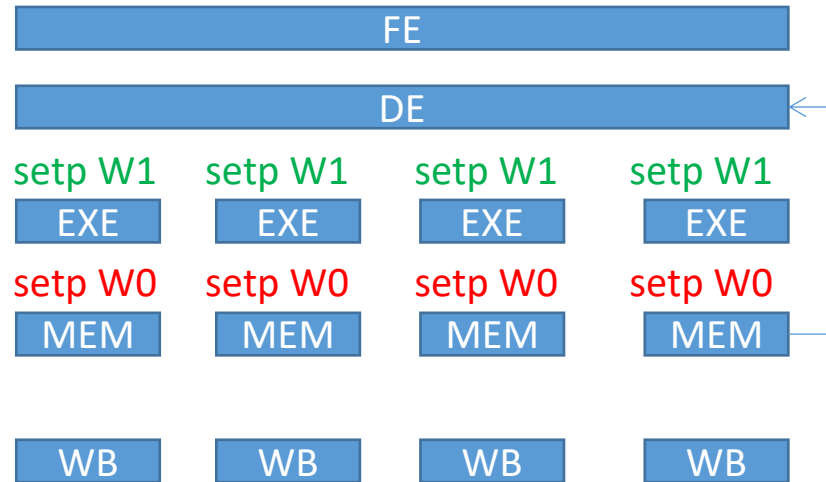 FE
DE
setp W1 setp W1 setp W1 setp W1
EXE EXE EXE EXE
setp W0 setp W0 setp W0 setp W0
MEM MEM MEM MEM
WB WB WB WB